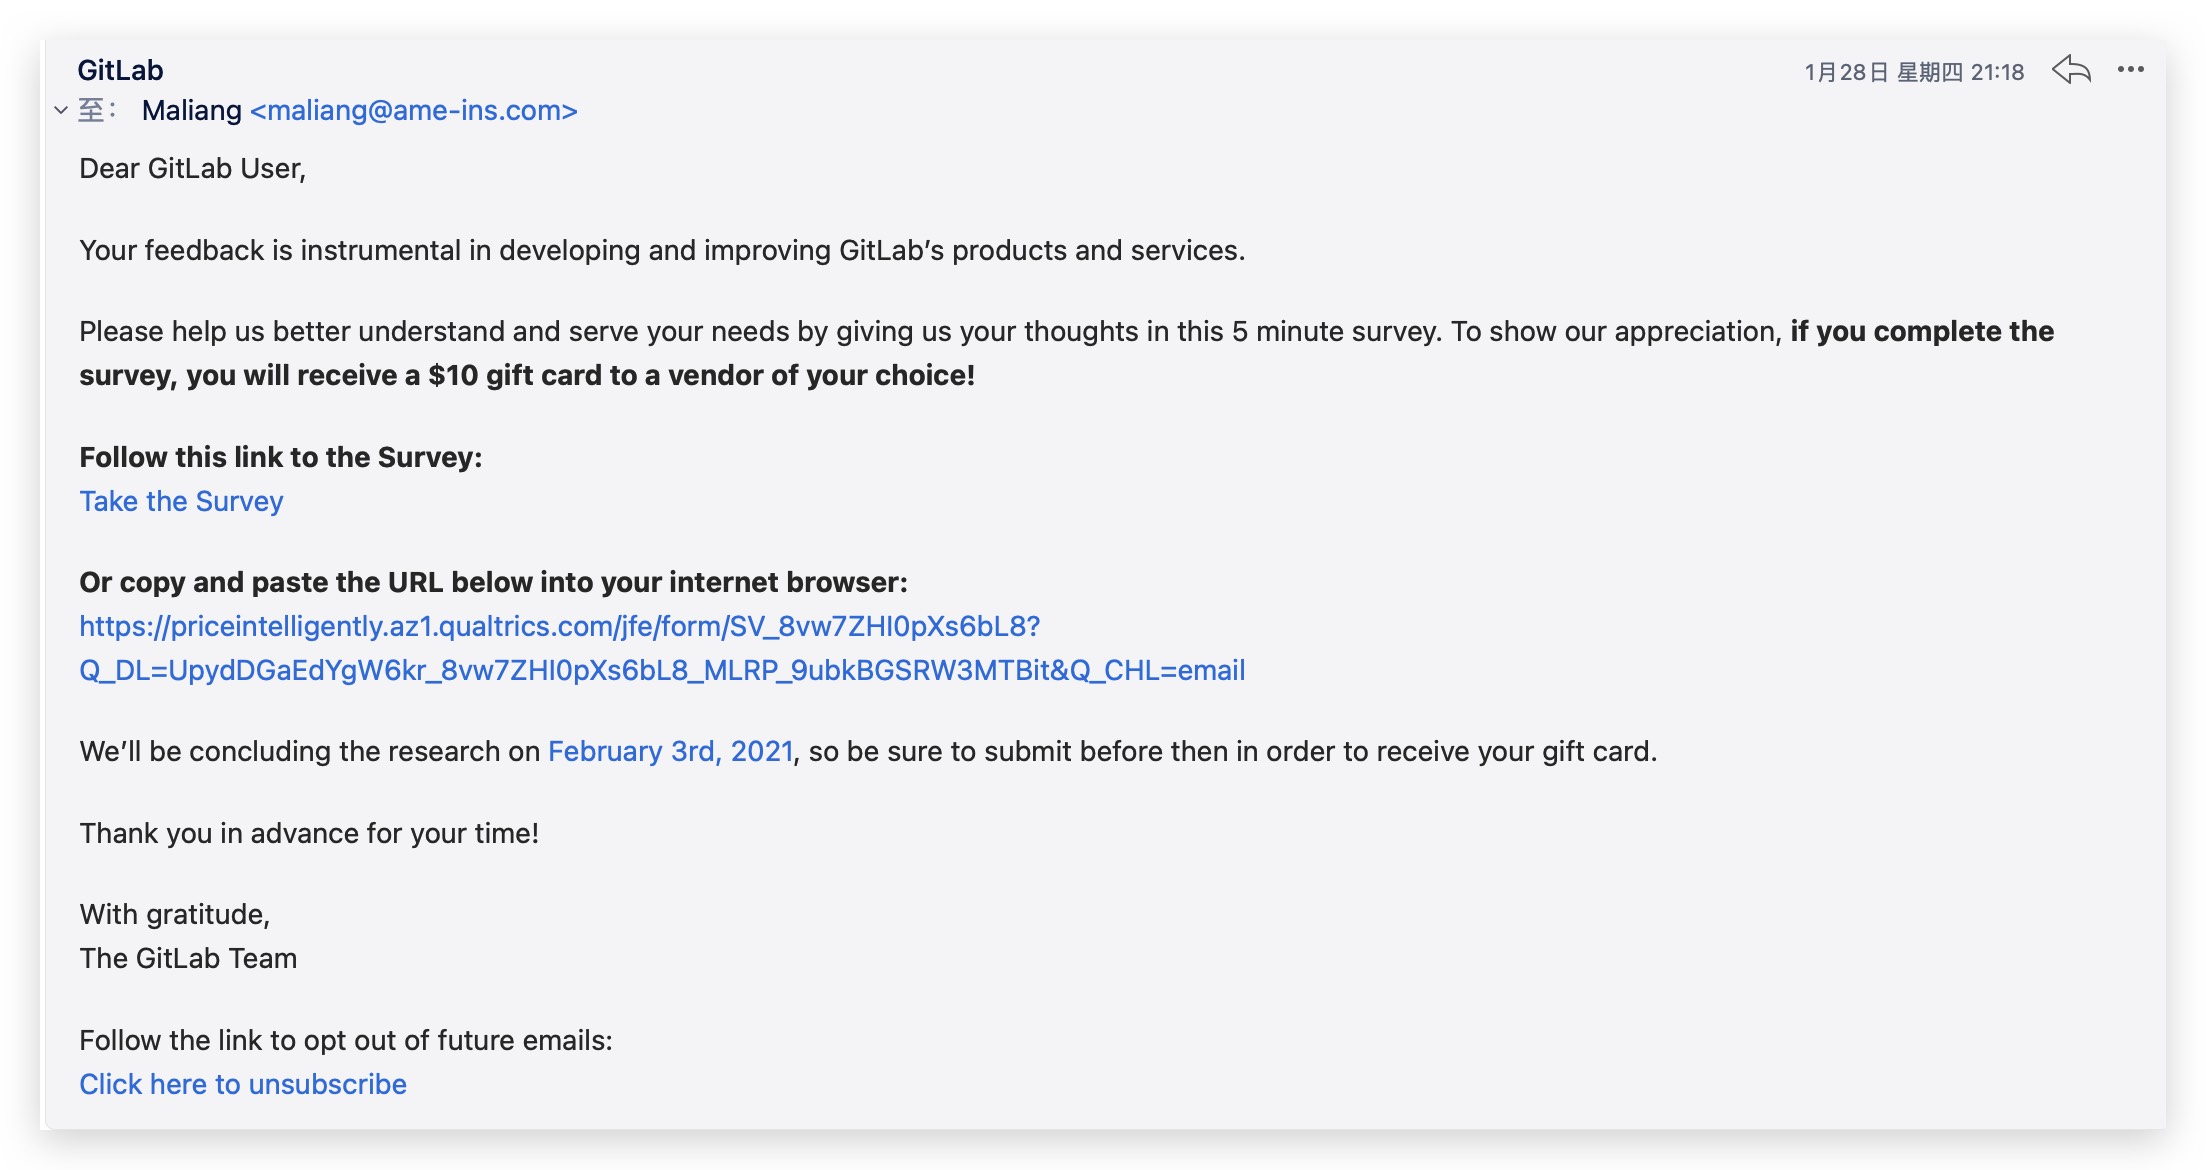 GitLab
1月28日 星期四 21:18
至： Maliang <maliang@ame-ins.com>
Dear GitLab User,
Your feedback is instrumental in developing and improving GitLab’s products and services.
Please help us better understand and serve your needs by giving us your thoughts in this 5 minute survey. To show our appreciation, if you complete the
survey, you will receive a $10 gift card to a vendor of your choice!
Follow this link to the Survey:
Take the Survey
Or copy and paste the URL below into your internet browser:
https://priceintelligently.az1.qualtrics.com/jfe/form/SV_8vw7ZHI0pXs6bL8?
Q_DL=UpydDGaEdYgW6kr_8vw7ZHI0pXs6bL8_MLRP_9ubkBGSRW3MTBit&Q_CHL=email
We’ll be concluding the research on February 3rd, 2021, so be sure to submit before then in order to receive your gift card.
Thank you in advance for your time!
With gratitude,
The GitLab Team
Follow the link to opt out of future emails:
Click here to unsubscribe